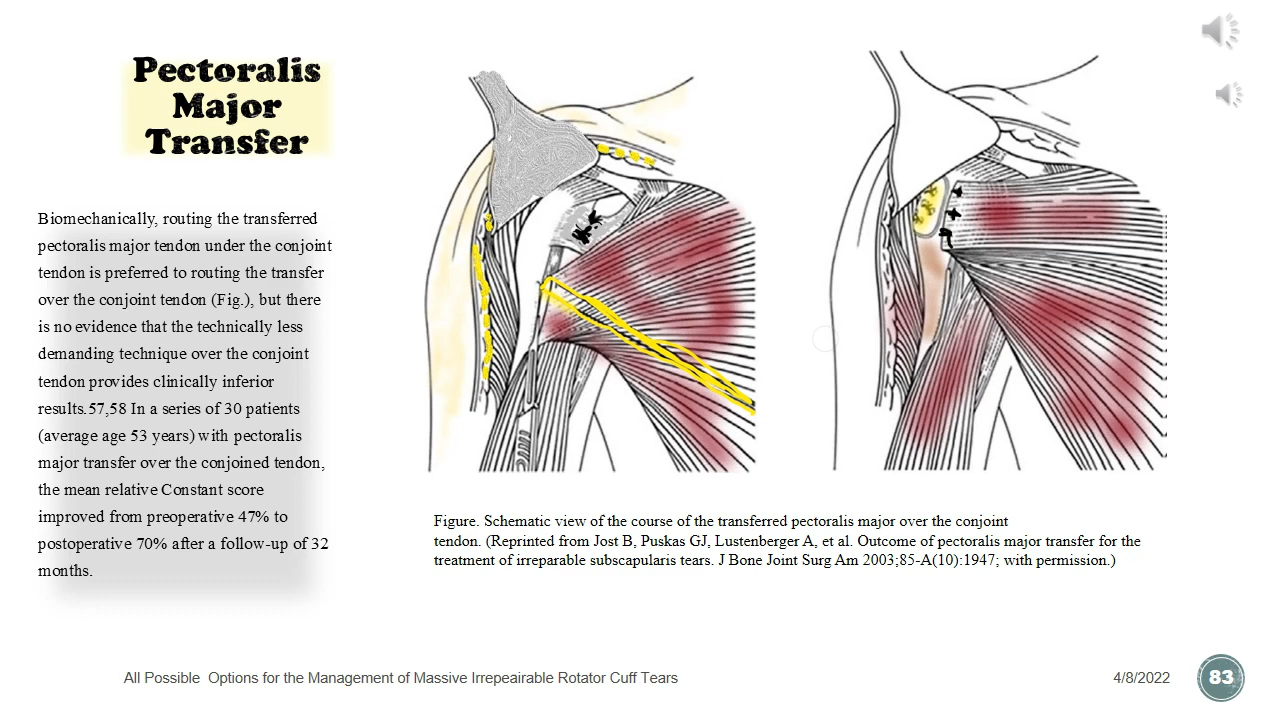 Pectoralis
Major
Transfer
Biomechanically, routing the transferred
pectoralis major tendon under the conjoint
tendon is preferred to routing the transfer
over the conjoint tendon (Fig.), but there
is no evidence that the technically less
demanding technique over the conjoint
tendon provides clinically inferior
results.57,58 In a series of 30 patients
(average age 53 years) with pectoralis
major transfer over the conjoined tendon,
the mean relative Constant score
improved from preoperative 47% to
postoperative 70% after a follow-up of 32
months.
Figure. Schematic view of the course of the transferred pectoralis major over the conjoint
tendon. (Reprinted from Jost B, Puskas GJ, Lustenberger A, et al. Outcome of pectoralis major transfer for the
treatment of irreparable subscapularis tears. J Bone Joint Surg Am 2003;85-A(10):1947; with permission.)
All Possible Options for the Management of Massive Irrepeairable Rotator Cuff Tears
4/8/2022
83